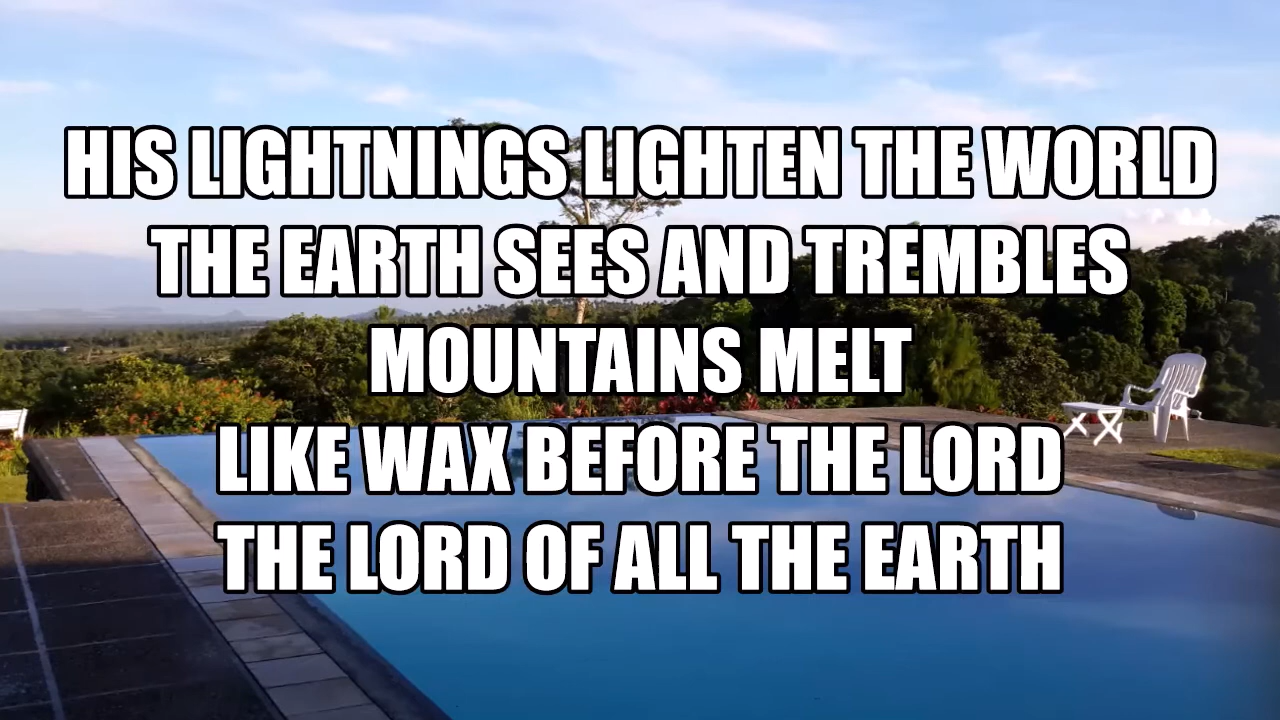 HIS LIGHTNINGS LIGHTEN THE WORLD
THE EARTH SEES AND TREMBLES
MOUNTAINS MELT
LIKE WAX BEFORE THE LORD
THE LORD OF ALL THE EARTH